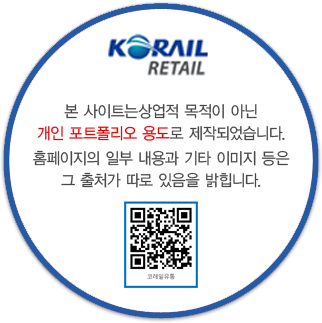 KORAIL
RETAIL
본 사이트는상업적 목적이 아닌
개인 포트폴리오 용도로 제작되었습니다.
홈페이지의 일부 내용과 기타 이미지 등은
그 출처가 따로 있음을 밝힙니다.
코레일유통